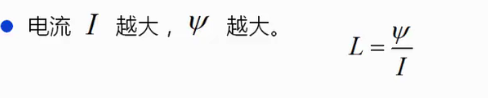 ● 电流 I 越大，ψ 越大。
L = ψ / I